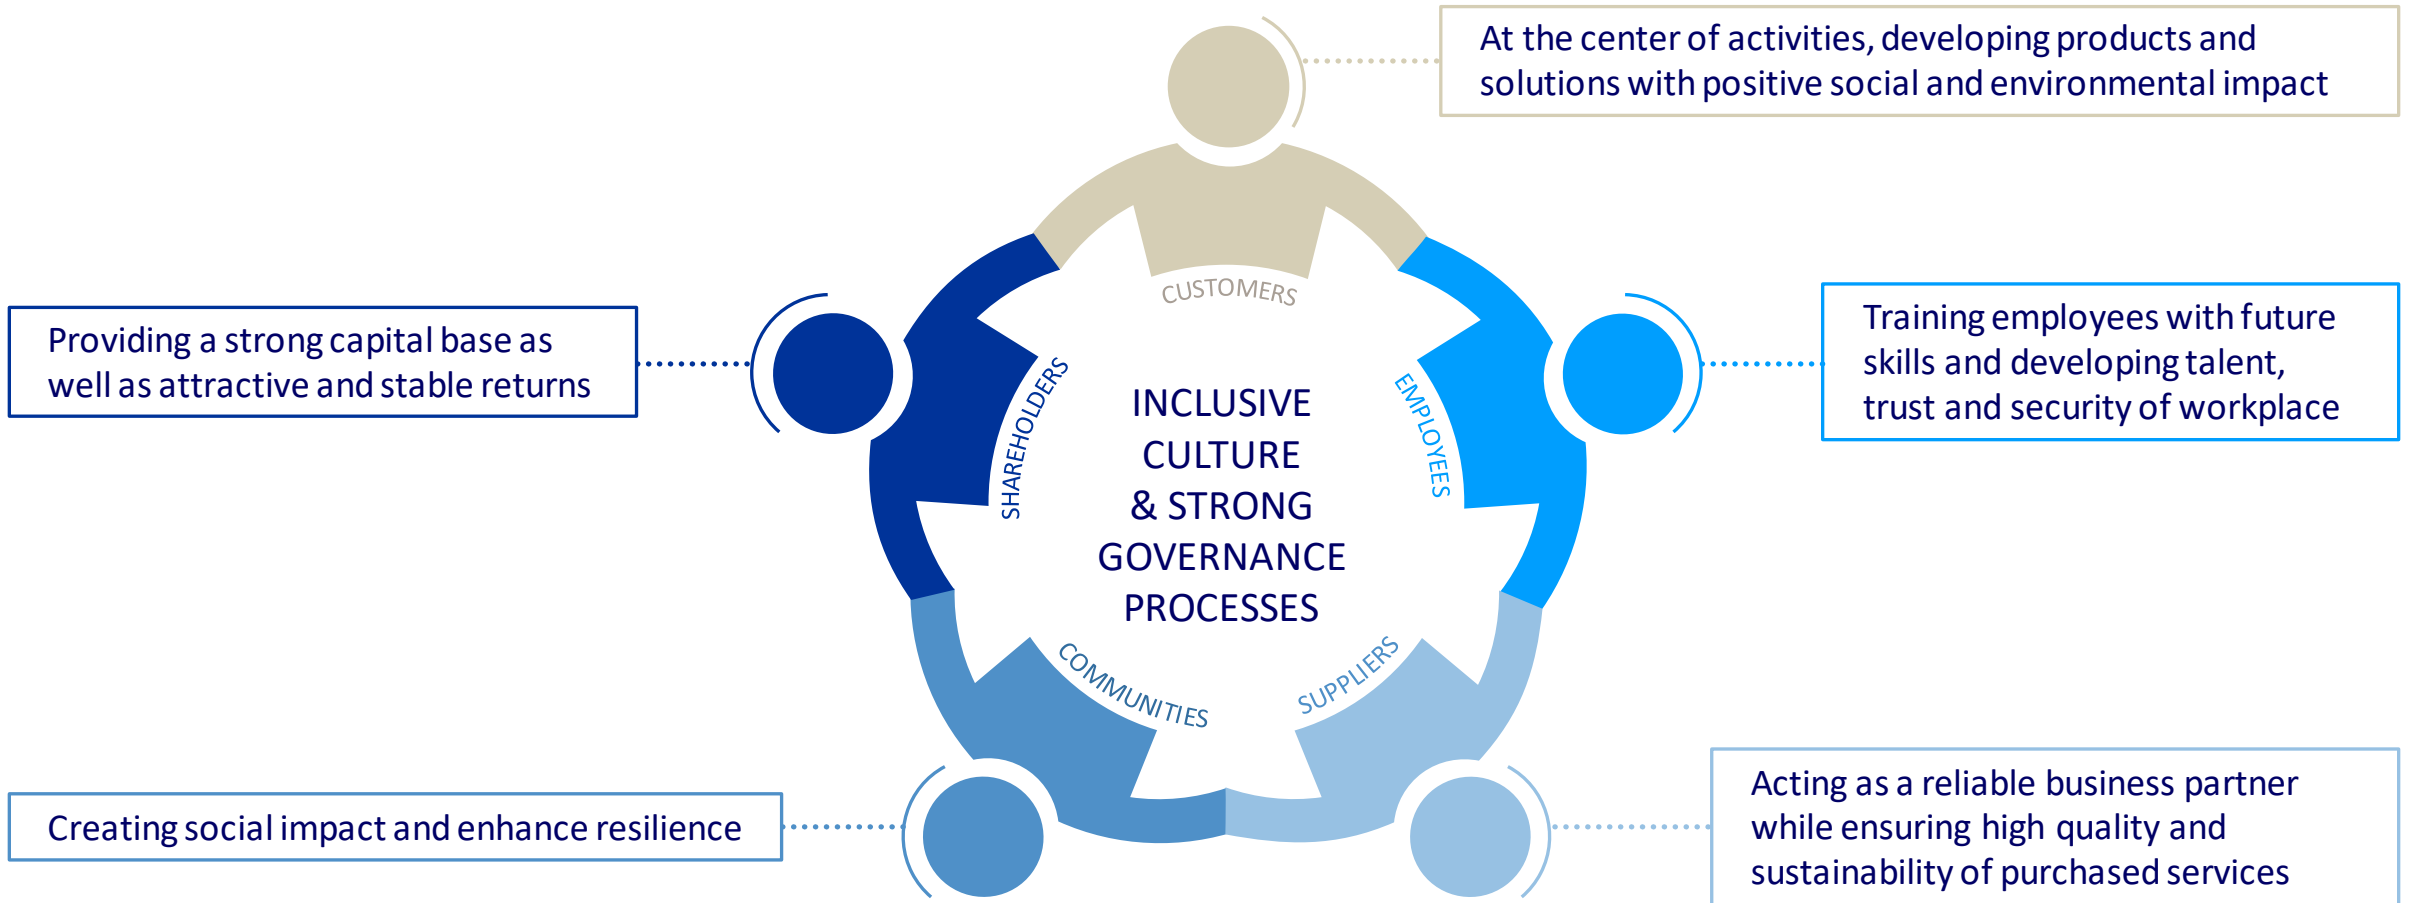 At the center of activities, developing products and
solutions with positive social and environmental impact
CUSTOMERS
Providing a strong capital base as
well as attractive and stable returns
SHAREHOLDERS
INCLUSIVE
CULTURE
& STRONG
GOVERNANCE
PROCESSES
EMPLOYEES
Training employees with future
skills and developing talent,
trust and security of workplace
COMMUNITIES
SUPPLIERS
Creating social impact and enhance resilience
Acting as a reliable business partner
while ensuring high quality and
sustainability of purchased services